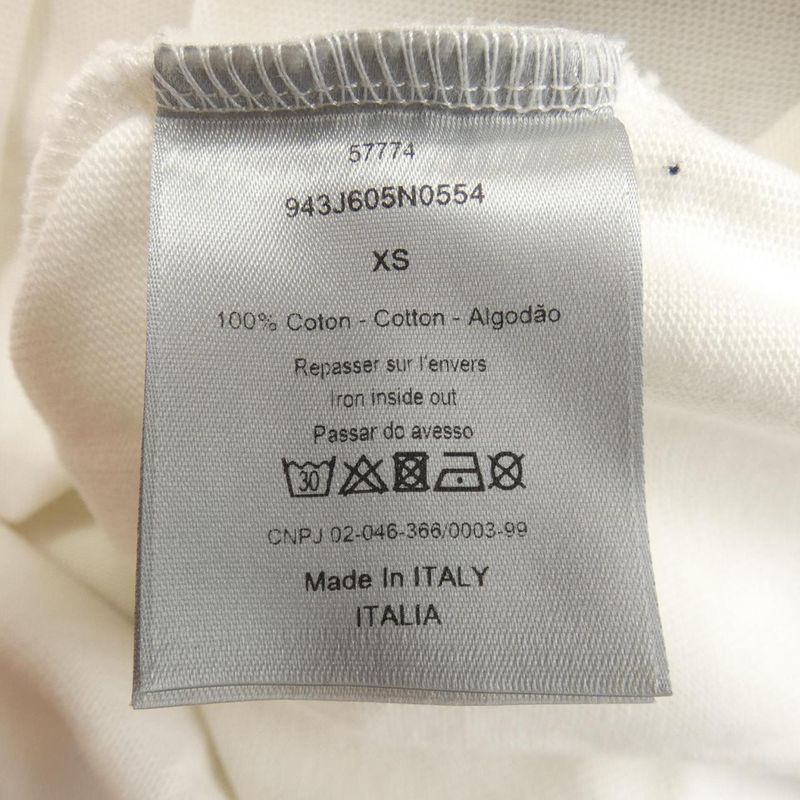 57774
943J605N0554
XS
100% Coton - Cotton - Algodão
Repasser sur l'envers
Iron inside out
Passar do avesso
30
CNPJ 02-046-366/0003-99
Made In ITALY
ITALIA